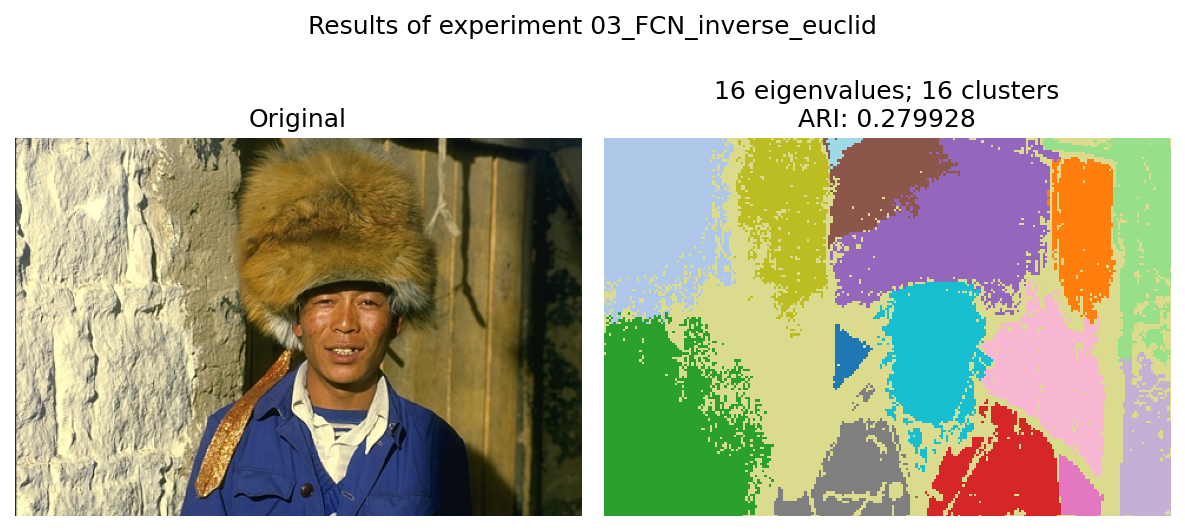 Results of experiment 03_FCN_inverse_euclid
Original
16 eigenvalues; 16 clusters
ARI: 0.279928